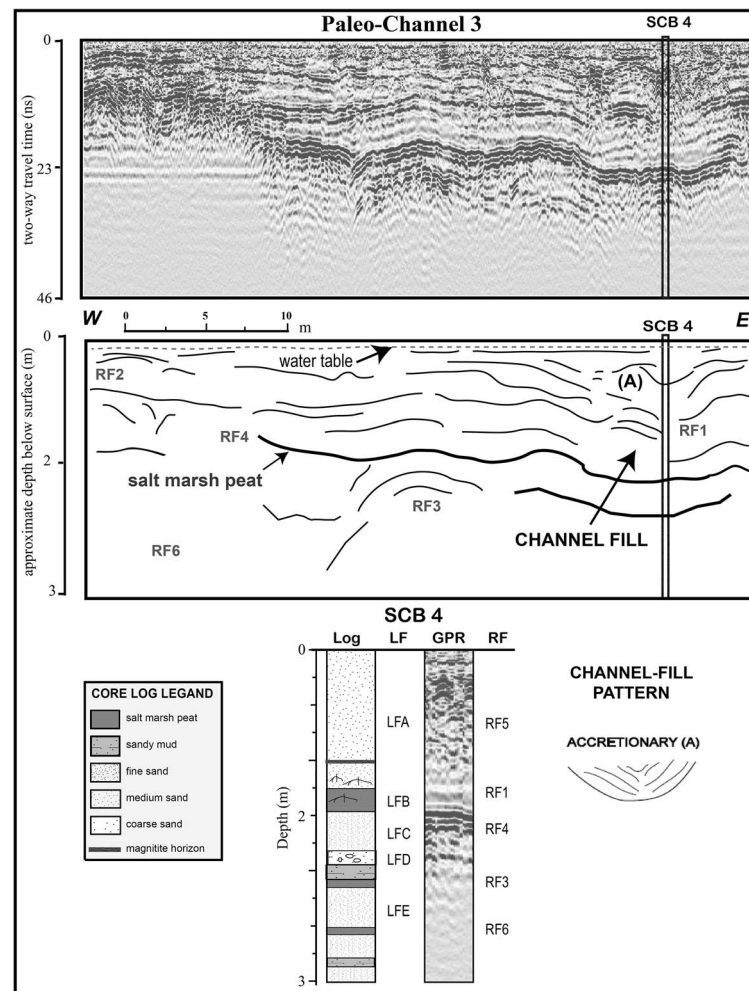 Paleo-Channel 3
SCB 4
0
23
46
two-way travel time (ns)
W
0 5 10
m
SCB 4
E
0
2
3
approximate depth below surface (m)
water table
RF2
(A)
RF4
RF1
salt marsh peat
RF3
CHANNEL FILL
RF6
SCB 4
Log LF GPR RF
0
2
3
Depth (m)
LFA
LFB
LFC
LFD
LFE
RF5
RF1
RF4
RF3
RF6
CORE LOG LEGAND
salt marsh peat
sandy mud
fine sand
medium sand
coarse sand
magnitite horizon
CHANNEL-FILL
PATTERN
ACCRETIONARY (A)